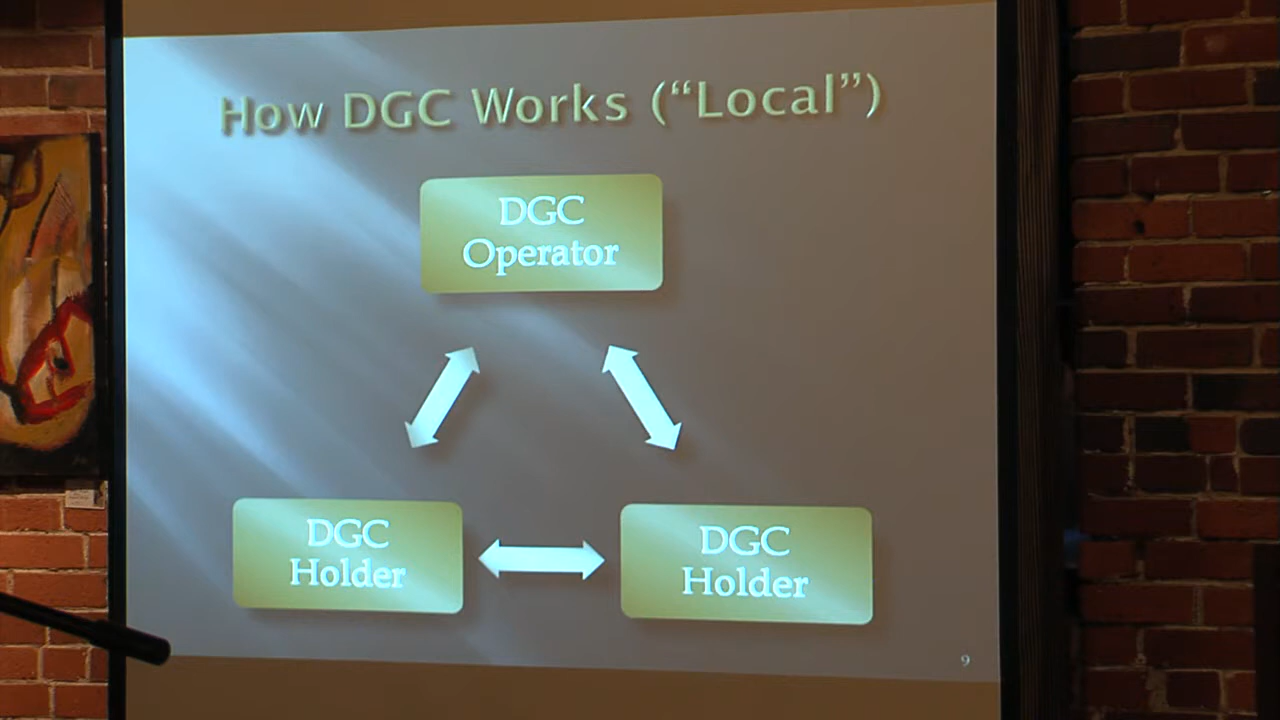 How DGC Works (“Local”)
DGC
Operator
DGC
Holder
DGC
Holder
9